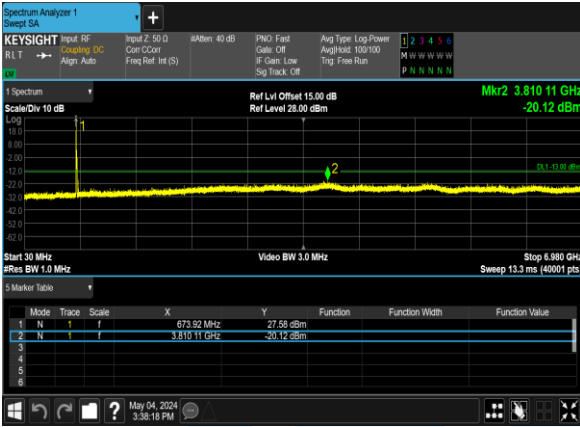 Spectrum Analyzer 1
Swept SA
+
KEYSIGHT Input: RF Input Z: 50 Ω #Atten: 40 dB PNO: Fast Avg Type: Log-Power 1 2 3 4 5 6
RLT Coupling: DC Corr CCorr Gate: Off Avg|Hold: 100/100 M W W W W W
Align: Auto Freq Ref: Int (S) IF Gain: Low Trig: Free Run
Sig Track: Off P N N N N N
1 Spectrum Ref Lvl Offset 15.00 dB Mkr2 3.810 11 GHz
Scale/Div 10 dB Ref Level 28.00 dBm -20.12 dBm
Log
18.0 1
8.00
-2.00
-12.0 2 DL1 -13.00 dBm
-22.0
-32.0
-42.0
-52.0
-62.0
Start 30 MHz Video BW 3.0 MHz Stop 6.980 GHz
#Res BW 1.0 MHz Sweep 13.3 ms (40001 pts
5 Marker Table
Mode Trace Scale X Y Function Function Width Function Value
1 N 1 f 673.92 MHz 27.58 dBm
2 N 1 f 3.810 11 GHz -20.12 dBm
3
4
5
6
? May 04, 2024
3:38:18 PM